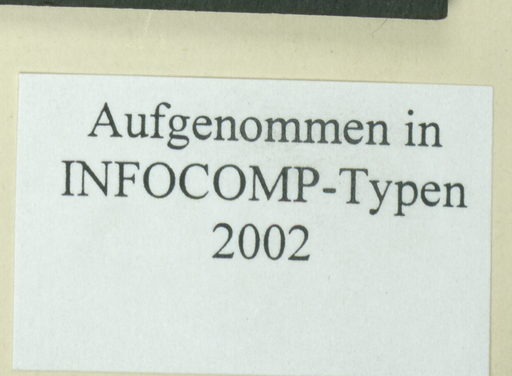 Aufgenommen in
INFOCOMP-Typen
2002